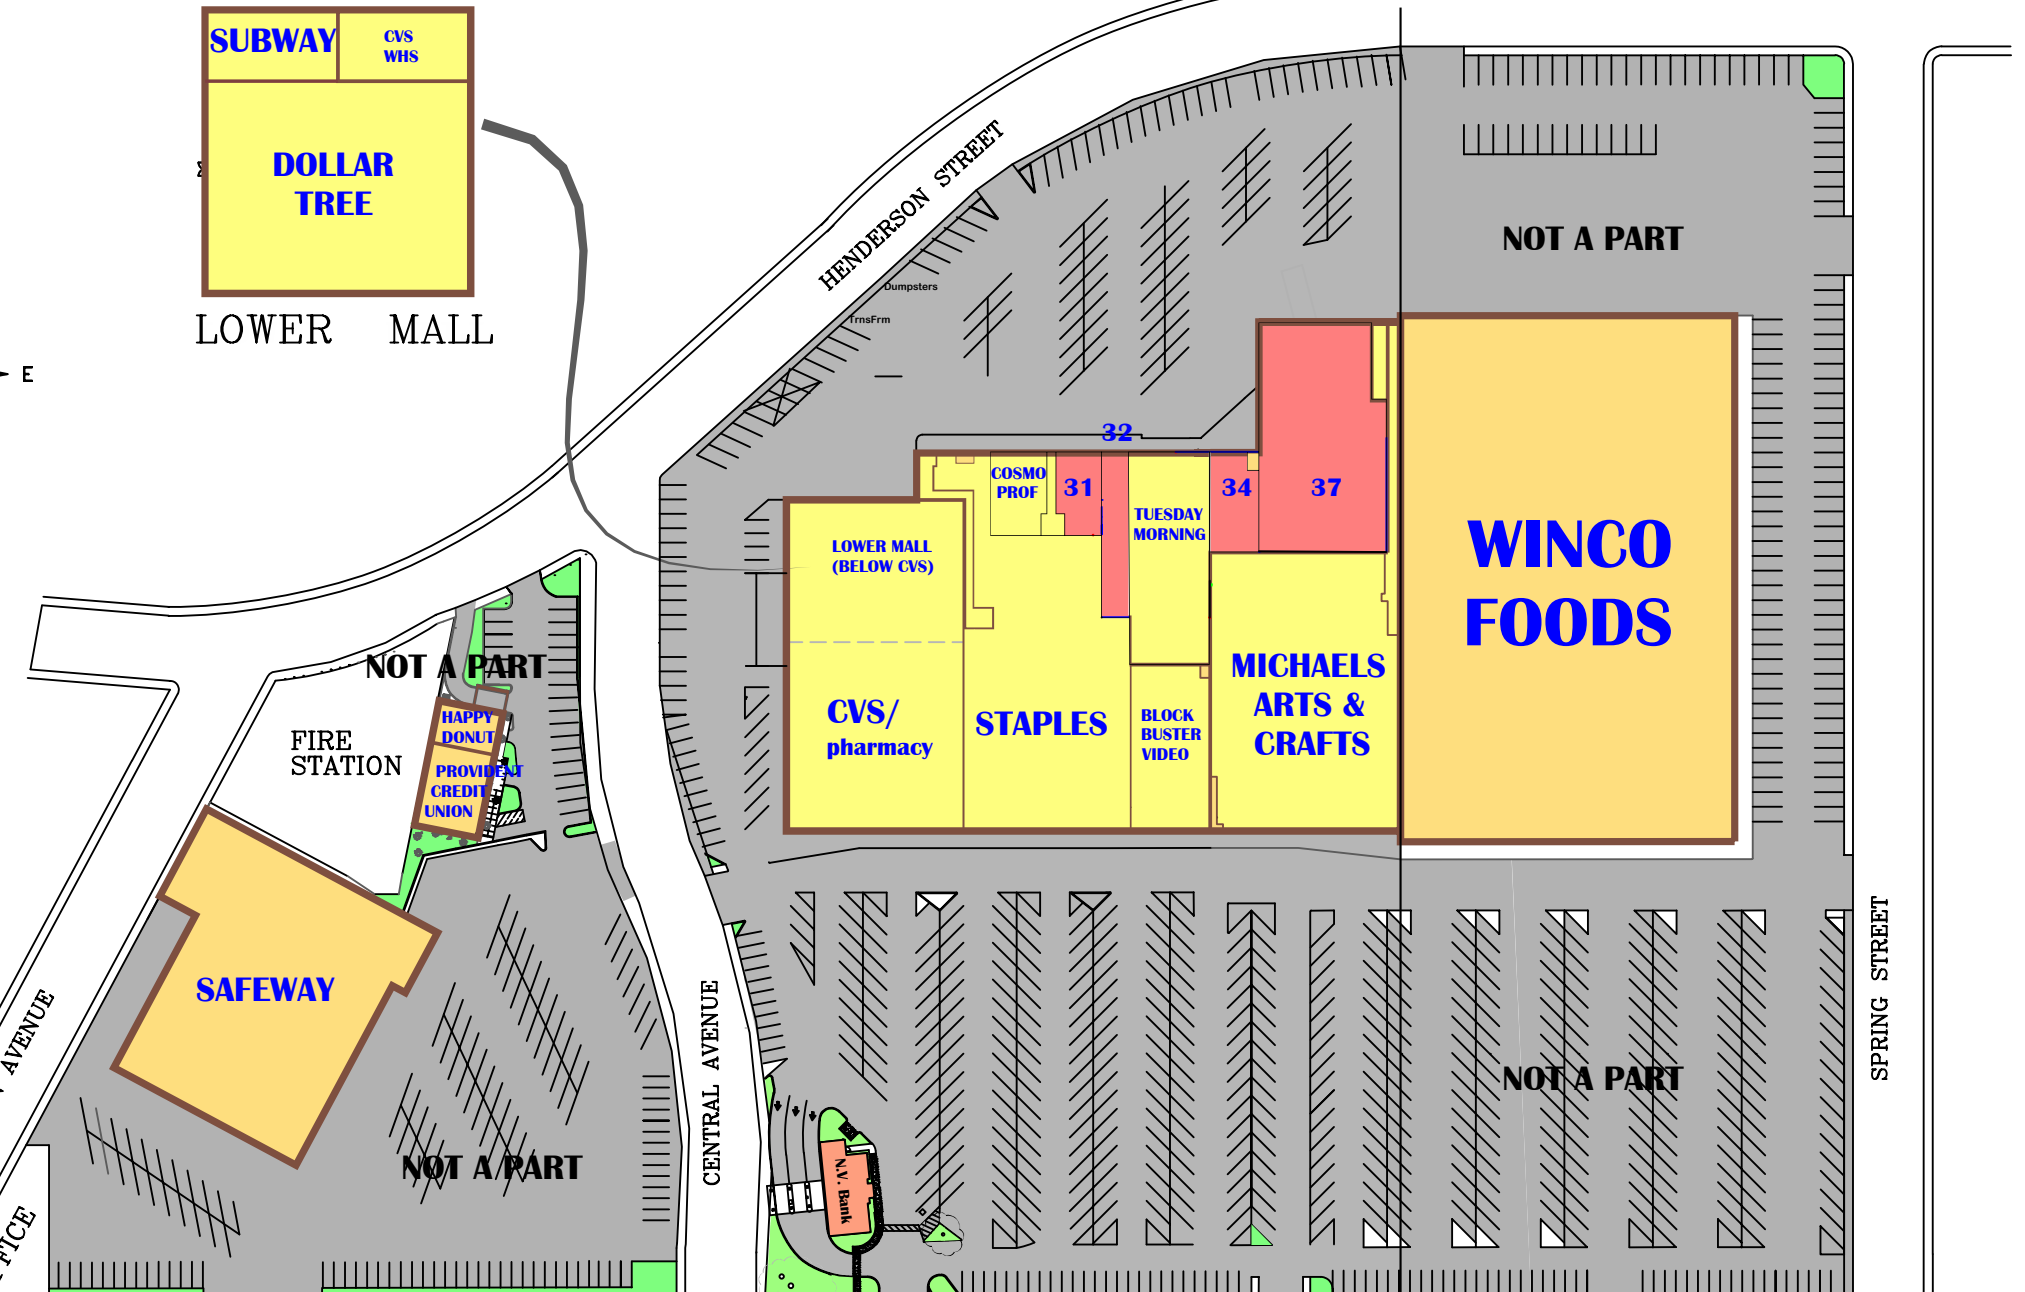 SUBWAY
CVS
WHS
DOLLAR
TREE
LOWER MALL
E
HENDERSON STREET
Dumpsters
TrnsFrm
NOT A PART
32
COSMO
PROF
31
TUESDAY
MORNING
34
37
LOWER MALL
(BELOW CVS)
WINCO
FOODS
CVS/
pharmacy
STAPLES
BLOCK
BUSTER
VIDEO
MICHAELS
ARTS &
CRAFTS
NOT A PART
FIRE
STATION
HAPPY
DONUT
PROVIDENT
CREDIT
UNION
SAFEWAY
AVENUE
NOT A PART
CENTRAL AVENUE
N.V. Bank
NOT A PART
SPRING STREET